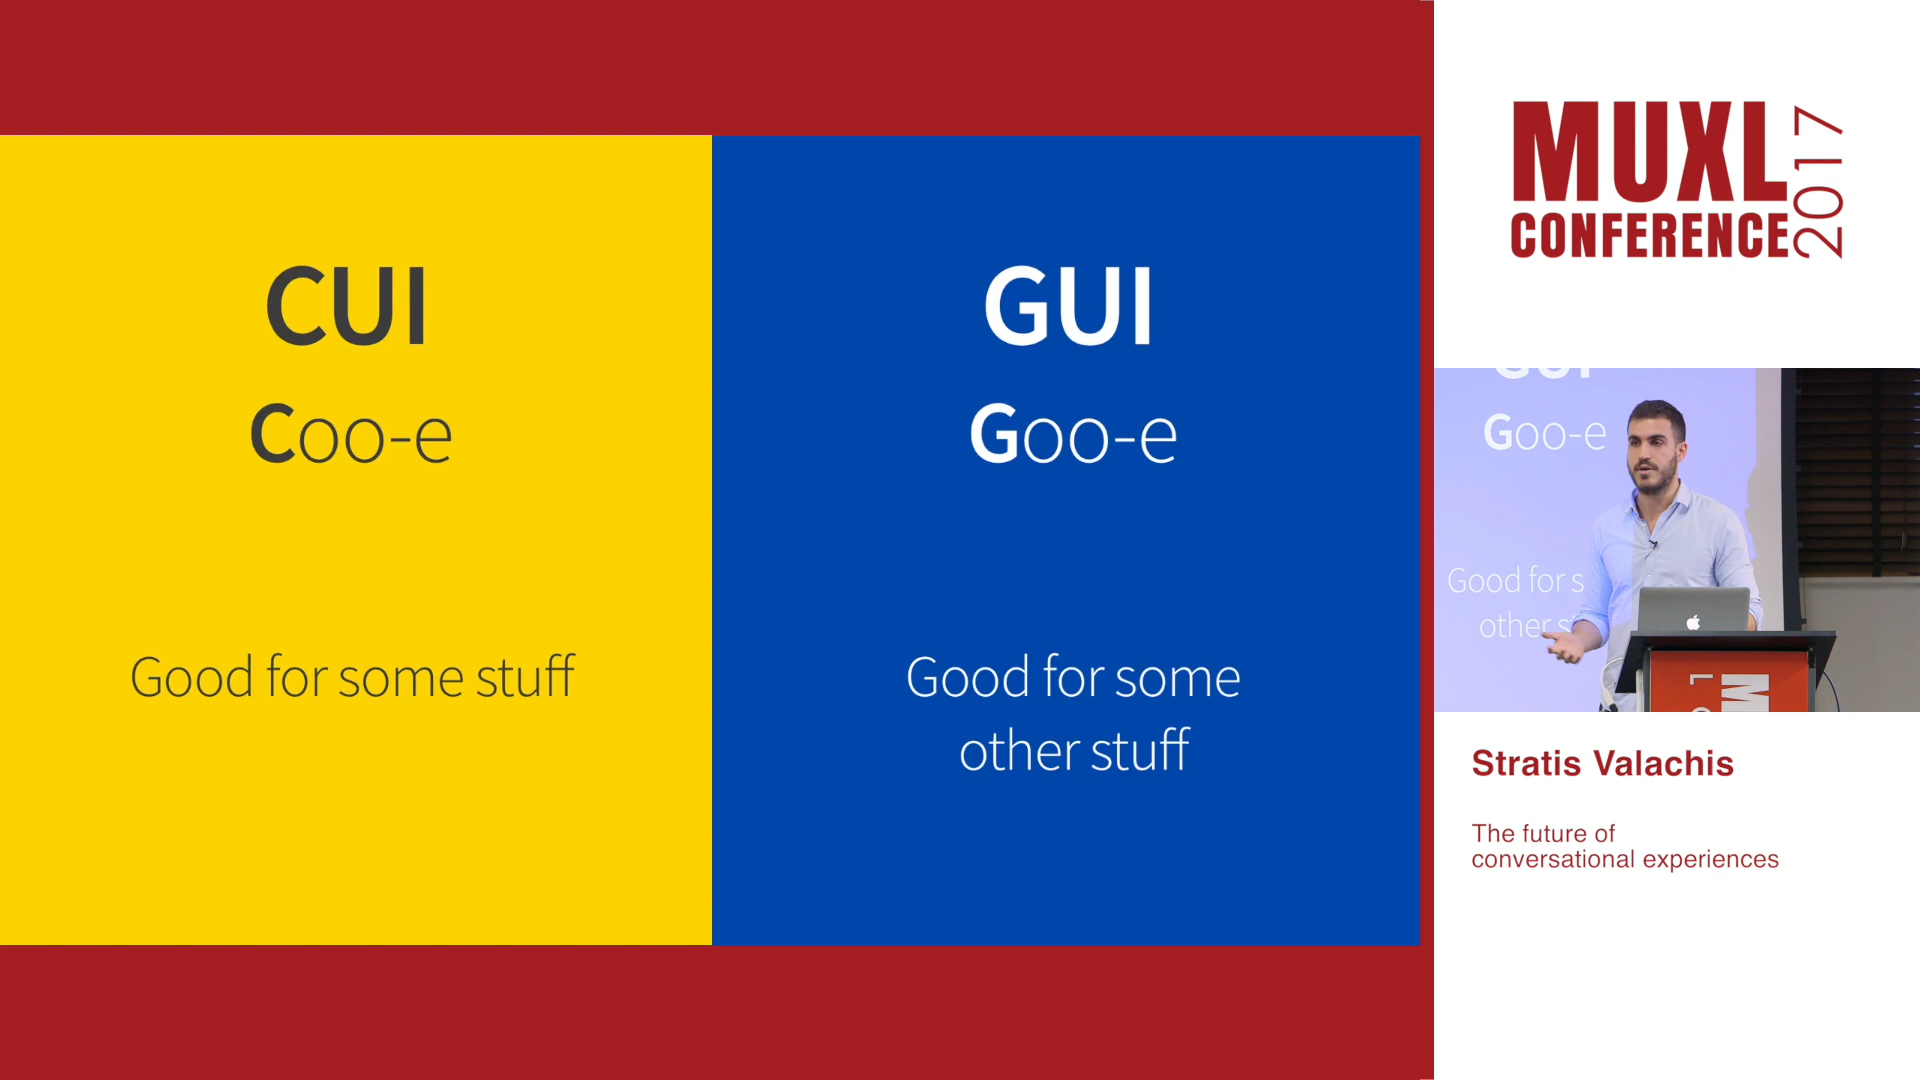 CUI
Coo-e
Good for some stuff
GUI
Goo-e
Good for some
other stuff
MUXL
CONFERENCE
2017
GUI
Goo-e
Good for s
other s
Stratis Valachis
The future of
conversational experiences